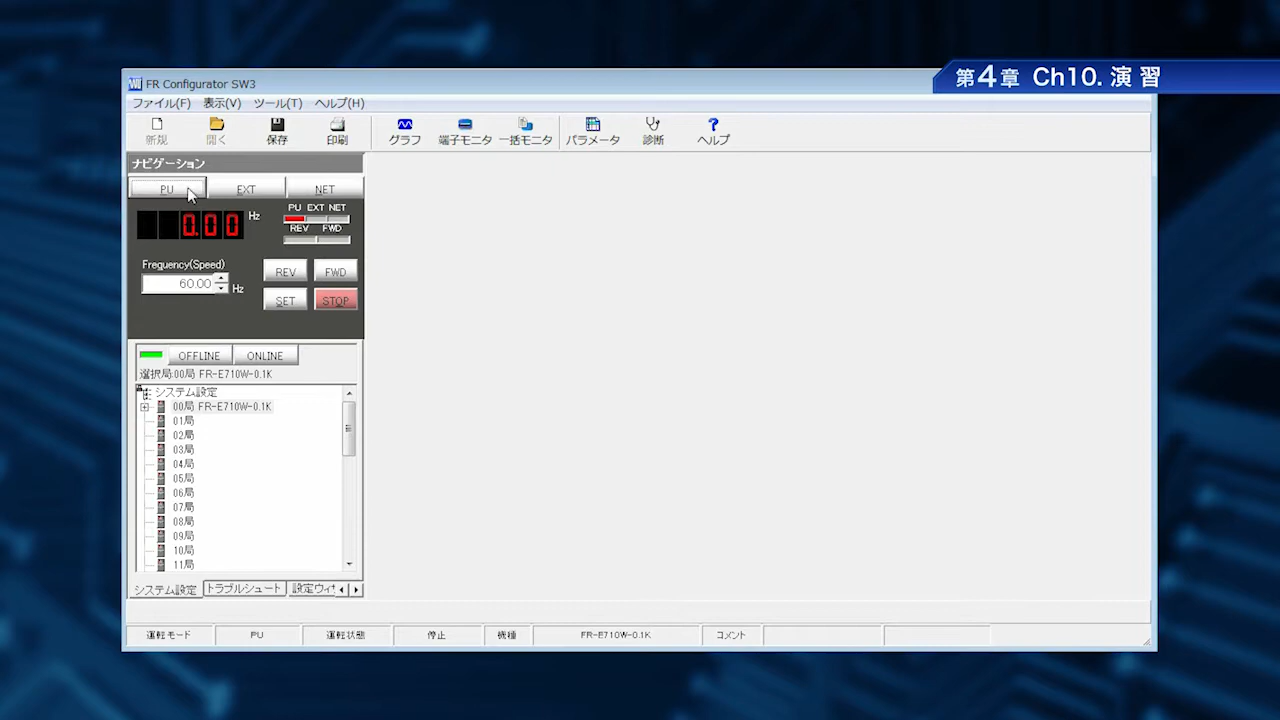 第4章 Ch10. 演習
FR Configurator SW3
ファイル(F) 表示(V) ツール(T) ヘルプ(H)
新規 開く 保存 印刷 グラフ 端子モニタ 一括モニタ パラメータ 診断 ヘルプ
ナビゲーション
PU EXT NET
0.00 Hz
PU EXT NET
REV FWD
Frequency(Speed)
60.00 Hz
REV FWD
SET STOP
OFFLINE ONLINE
選択局:00局 FR-E710W-0.1K
システム設定
00局 FR-E710W-0.1K
01局
02局
03局
04局
05局
06局
07局
08局
09局
10局
11局
システム設定 トラブルシュート 設定ウィ
運転モード PU 運転状態 停止 機種 FR-E710W-0.1K コメント